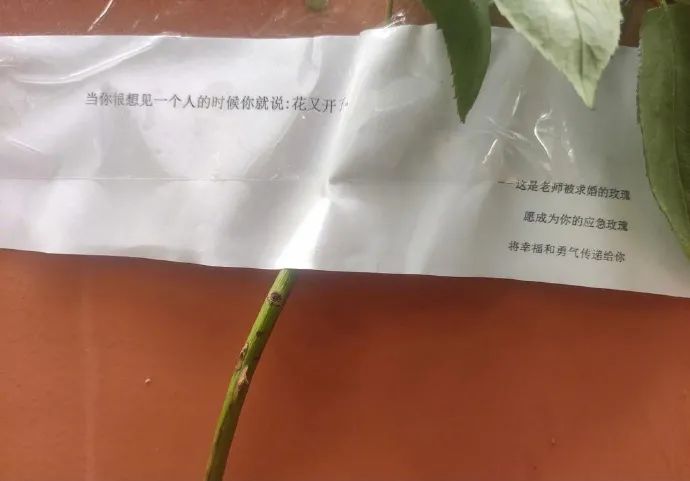 当你很想见一个人的时候你就说:花又开了
——这是老师被求婚的玫瑰
愿成为你的应急玫瑰
将幸福和勇气传递给你